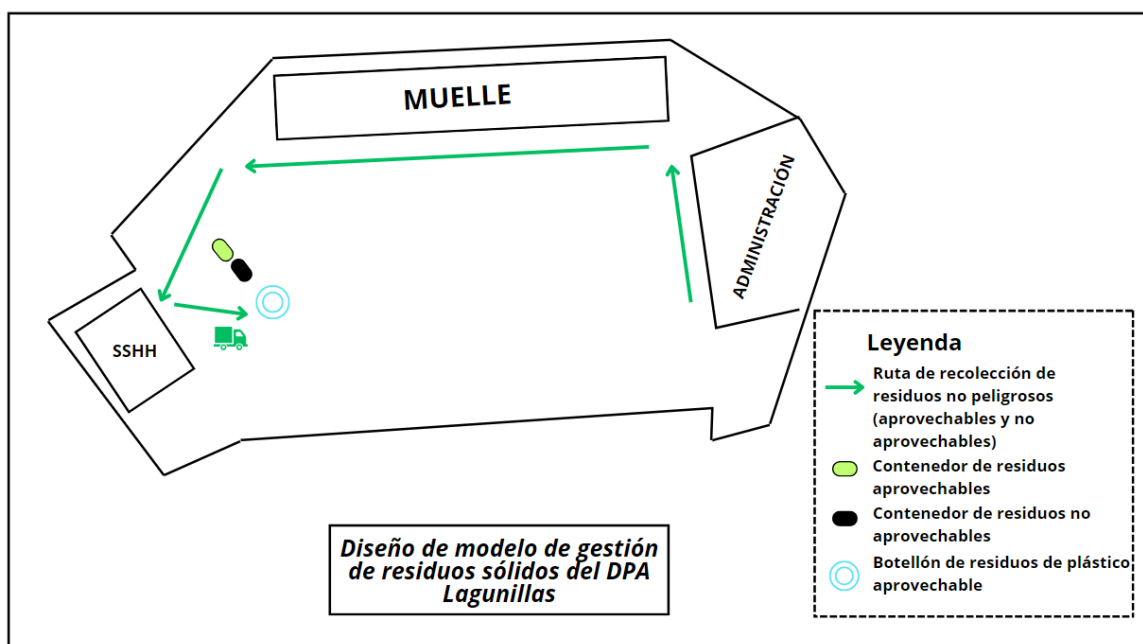 MUELLE
ADMINISTRACIÓN
SSHH
Leyenda
Ruta de recolección de
residuos no peligrosos
(aprovechables y no
aprovechables)
Contenedor de residuos
aprovechables
Contenedor de residuos no
aprovechables
Botellón de residuos de plástico
aprovechable
Diseño de modelo de gestión
de residuos sólidos del DPA
Lagunillas